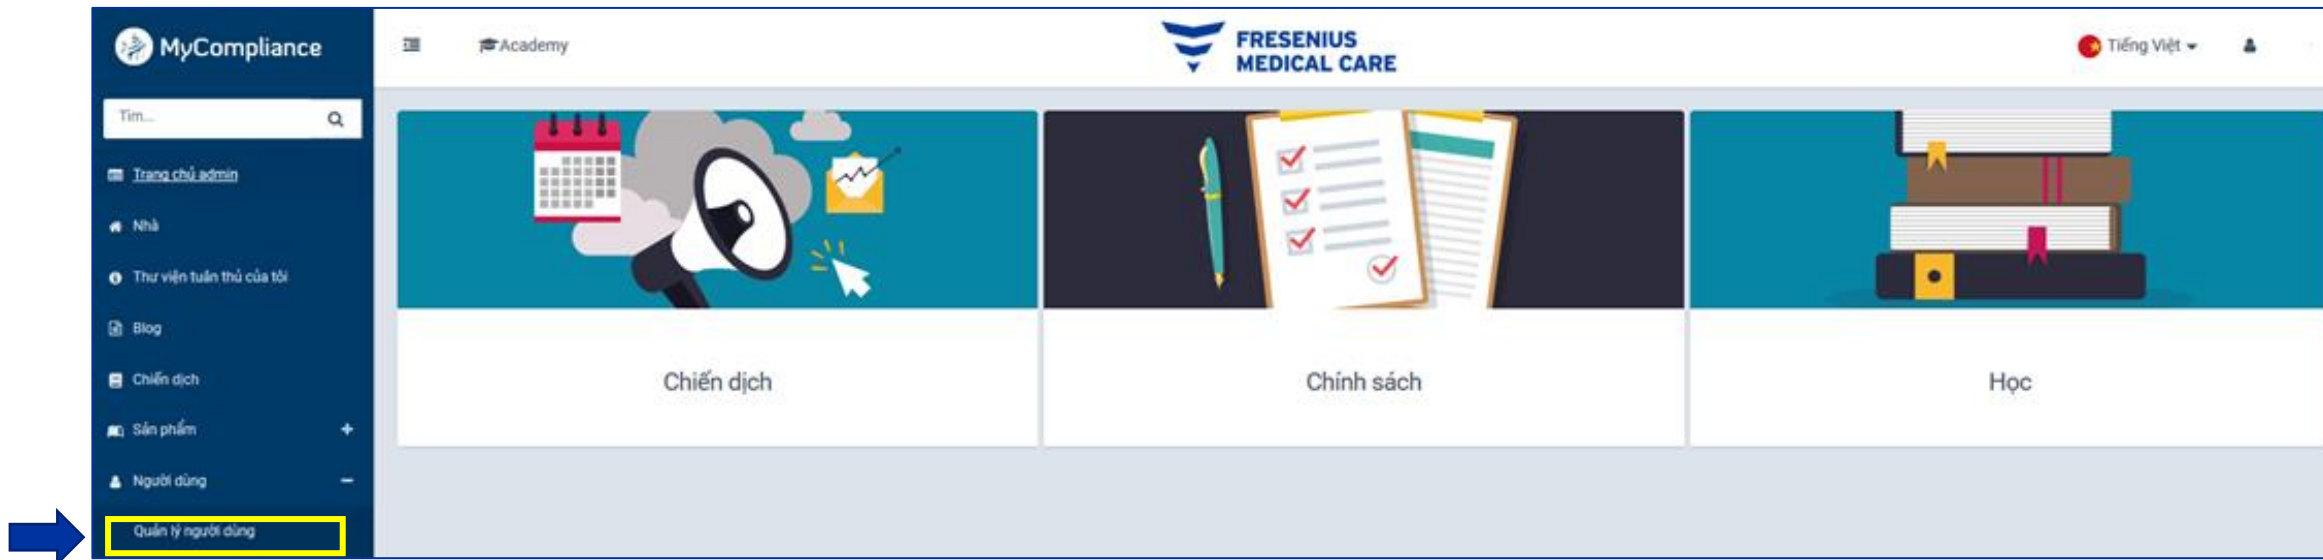 MyCompliance
Academy
FRESENIUS
MEDICAL CARE
Tiếng Việt
Tìm...
Trang chủ admin
Nhà
Thư viện tuân thủ của tôi
Blog
Chiến dịch
Sản phẩm
Người dùng
Quản lý người dùng
Chiến dịch
Chính sách
Học